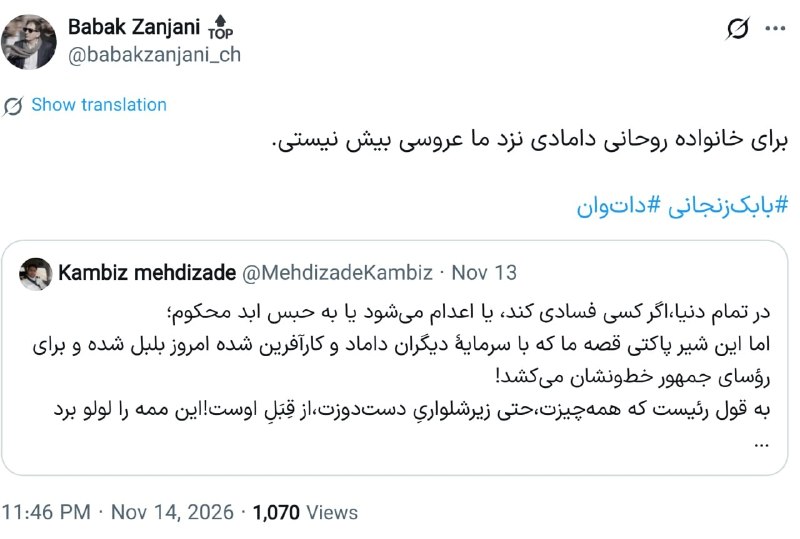 Babak Zanjani TOP
@babakzanjani_ch
Show translation
برای خانواده روحانی دامادی نزد ما عروسی بیش نیستی.
#بابک‌زنجانی #دات‌وان
Kambiz mehdizade @MehdizadeKambiz · Nov 13
در تمام دنیا،اگر کسی فسادی کند، یا اعدام می‌شود یا به حبس ابد محکوم؛
اما این شیر پاکتی قصه ما که با سرمایهٔ دیگران داماد و کارآفرین شده امروز بلبل شده و برای
رؤسای جمهور خط‌ونشان می‌کشد!
به قول رئیست که همه‌چیزت،حتی زیرشلواریِ دست‌دوزت،از قِبَلِ اوست!این ممه را لولو برد
...
11:46 PM · Nov 14, 2026 · 1,070 Views